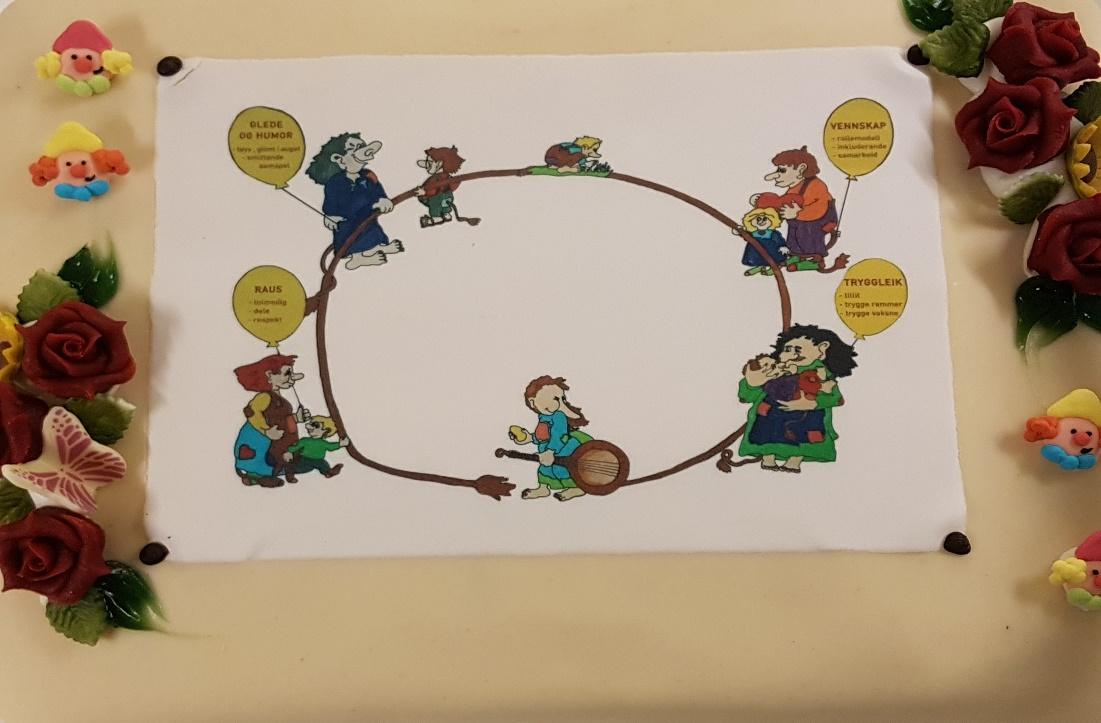 GLEDE
OG HUMOR
- tøys, glimt i auget
- smittande
samspel
VENNSKAP
- rollemodell
- inkluderande
- samarbeid
RAUS
- tolmodig
- dele
- respekt
TRYGGLEIK
- tillit
- trygge rammer
- trygge vaksne